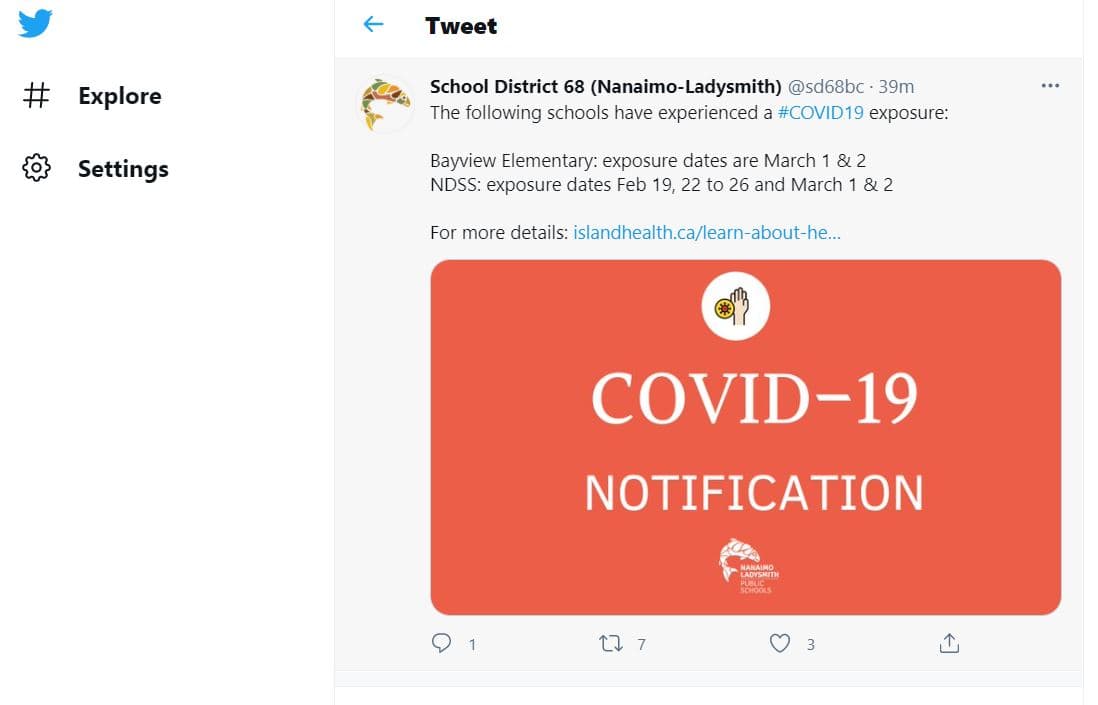 Tweet
Explore
Settings
School District 68 (Nanaimo-Ladysmith) @sd68bc · 39m
The following schools have experienced a #COVID19 exposure:
Bayview Elementary: exposure dates are March 1 & 2
NDSS: exposure dates Feb 19, 22 to 26 and March 1 & 2
For more details: islandhealth.ca/learn-about-he...
COVID-19
NOTIFICATION
NANAIMO
LADYSMITH
PUBLIC
SCHOOLS
1
7
3